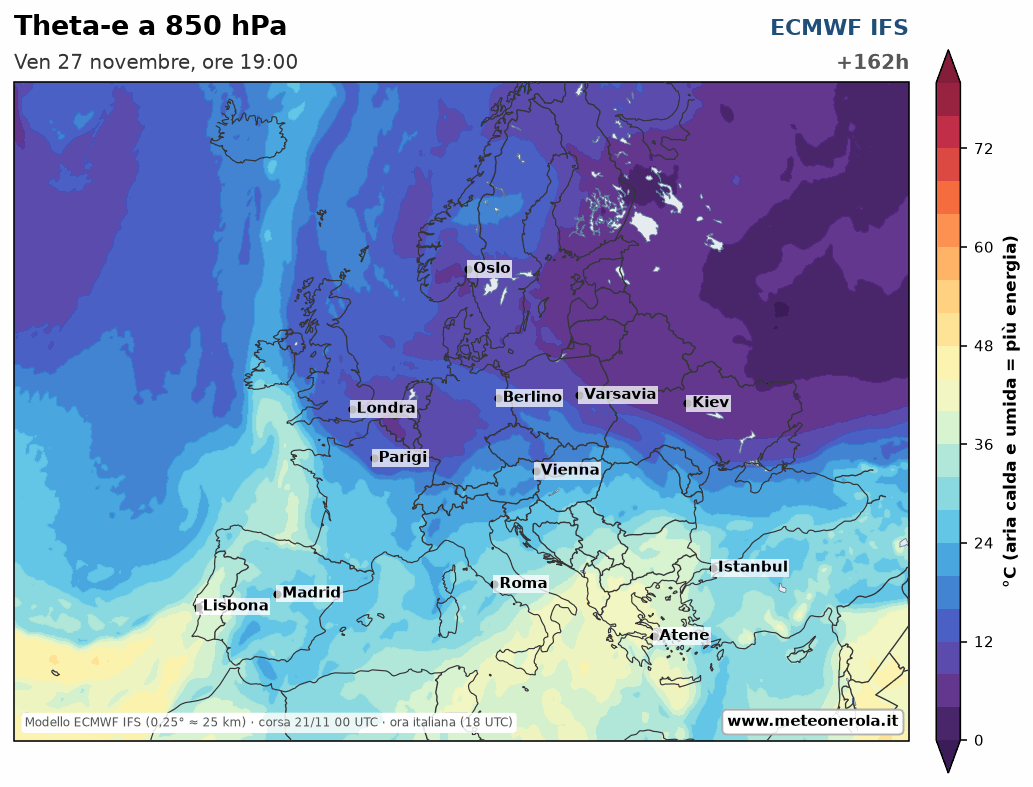 Theta-e a 850 hPa
ECMWF IFS
Ven 27 novembre, ore 19:00
+162h
Oslo
Londra
Berlino
Varsavia
Kiev
Parigi
Vienna
Istanbul
Roma
Madrid
Lisbona
Atene
Modello ECMWF IFS (0,25° ≈ 25 km) · corsa 21/11 00 UTC · ora italiana (18 UTC)
www.meteonerola.it
72
60
48
36
24
12
0
°C (aria calda e umida = più energia)